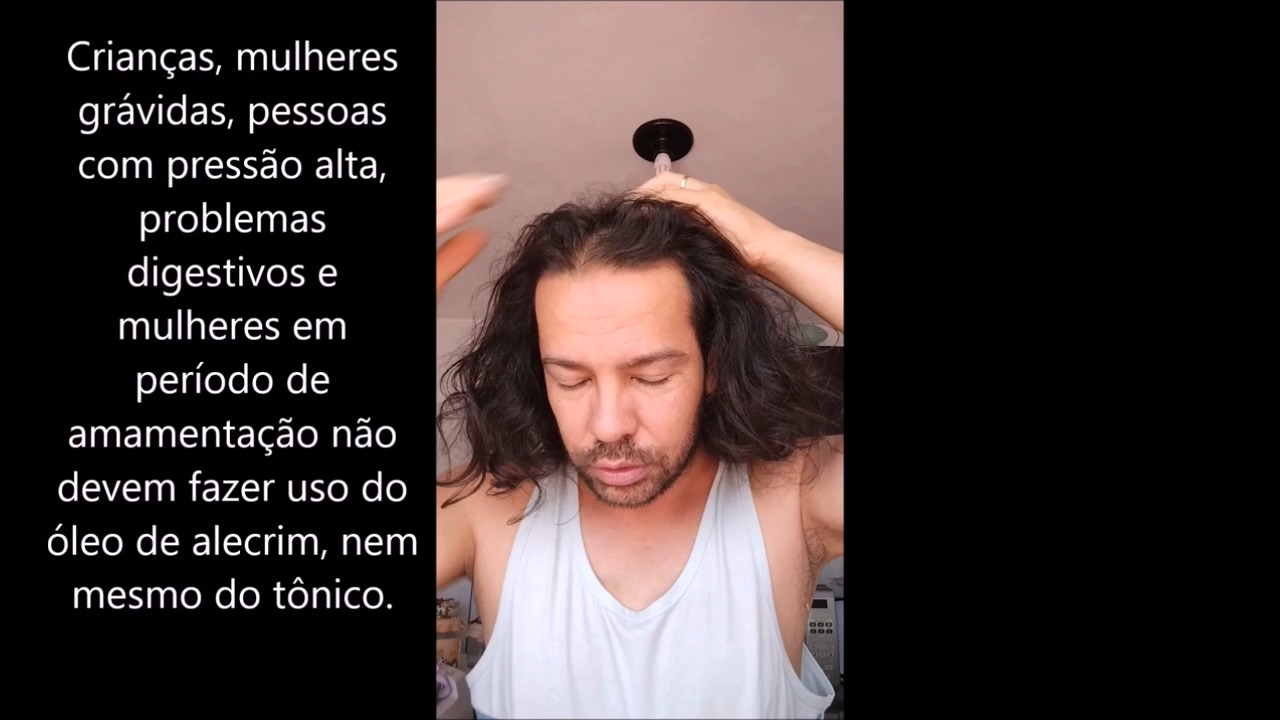 Crianças, mulheres
grávidas, pessoas
com pressão alta,
problemas
digestivos e
mulheres em
período de
amamentação não
devem fazer uso do
óleo de alecrim, nem
mesmo do tônico.